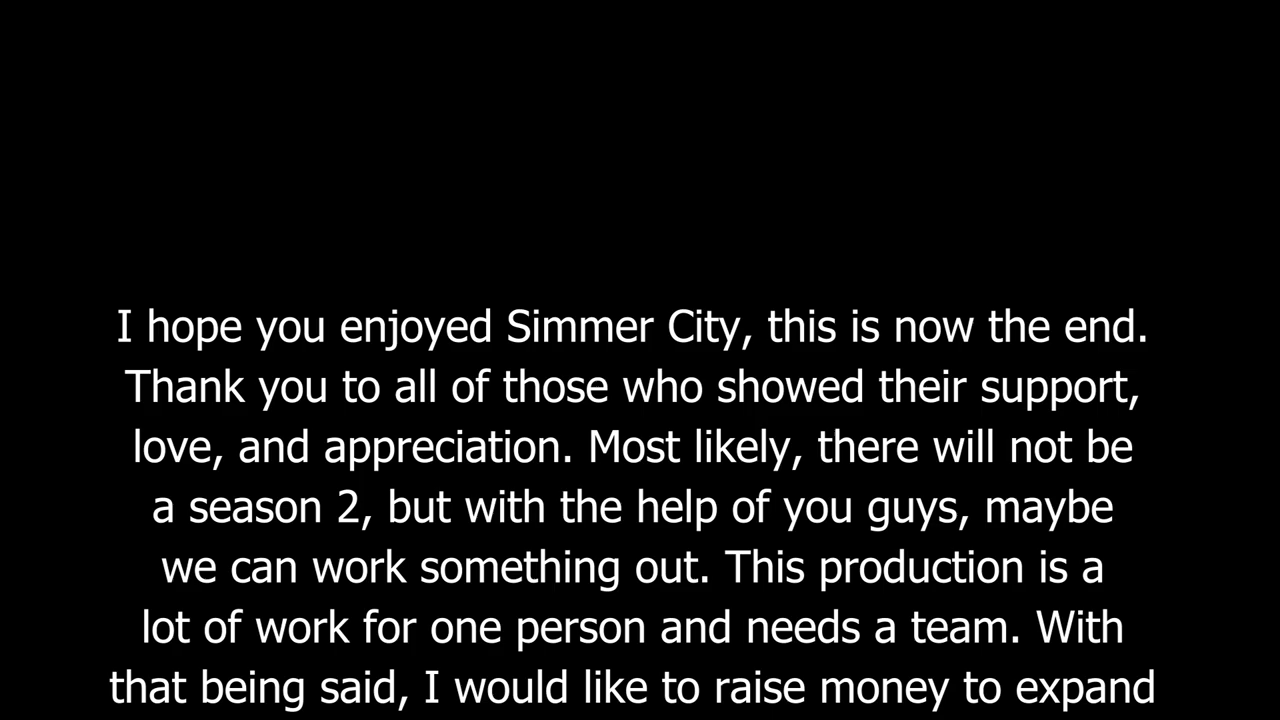 I hope you enjoyed Simmer City, this is now the end.
Thank you to all of those who showed their support,
love, and appreciation. Most likely, there will not be
a season 2, but with the help of you guys, maybe
we can work something out. This production is a
lot of work for one person and needs a team. With
that being said, I would like to raise money to expand